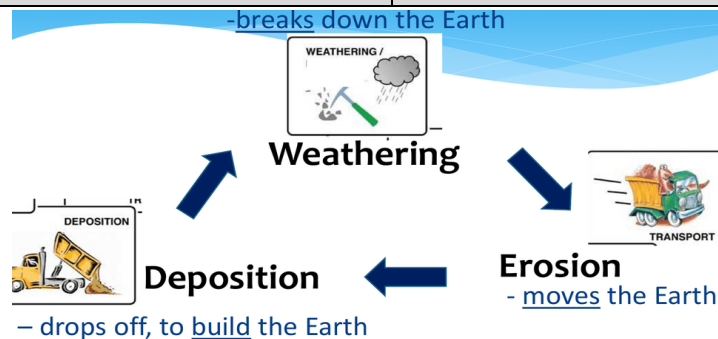 -breaks down the Earth
WEATHERING /
Weathering
TRANSPORT
Erosion
- moves the Earth
DEPOSITION
Deposition
– drops off, to build the Earth